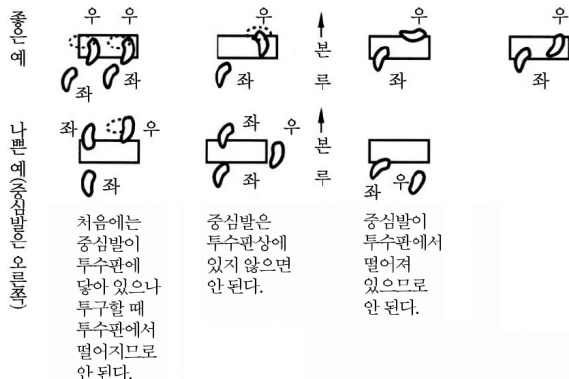 좋은 예
우 우
좌 좌
우
좌
본루
우
좌
우
좌
나쁜 예(중심발은 오른쪽)
좌 우
좌
좌 우
좌
본루
좌 우
처음에는
중심발이
투수판에
닿아 있으나
투구할 때
투수판에서
떨어지므로
안 된다.
중심발은
투수판상에
있지 않으면
안 된다.
중심발이
투수판에서
떨어져
있으므로
안 된다.